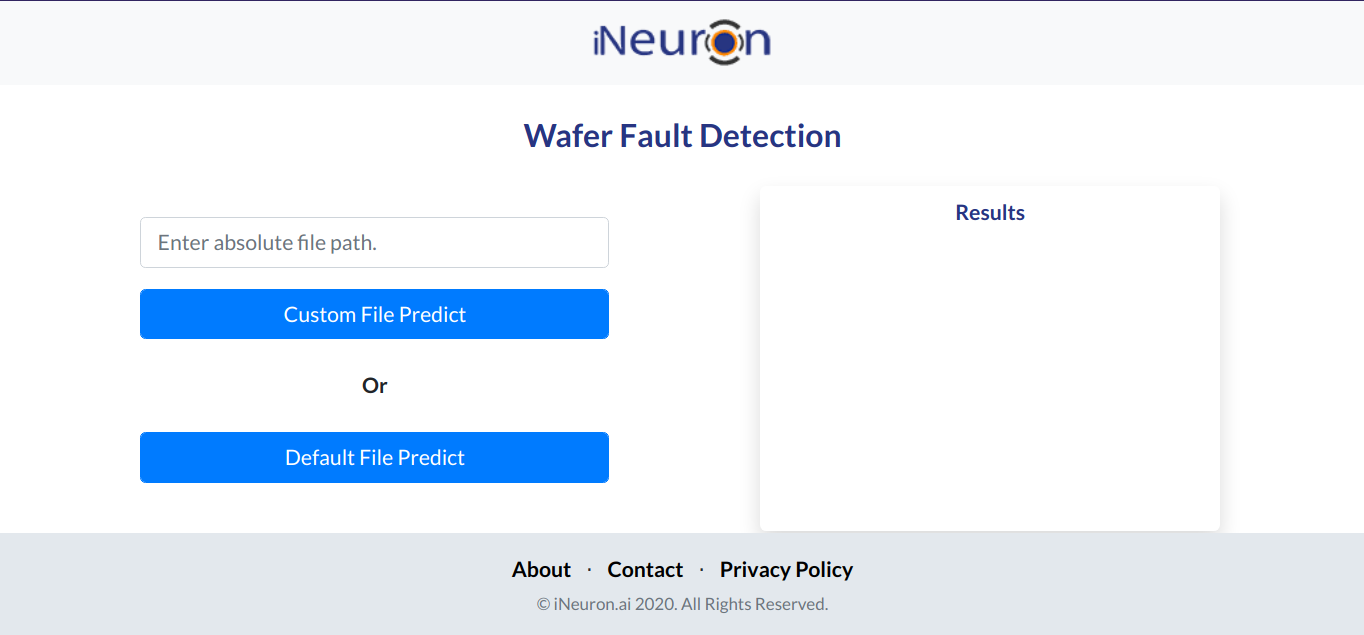 iNeuron
Wafer Fault Detection
Enter absolute file path.
Custom File Predict
Or
Default File Predict
Results
About · Contact · Privacy Policy
© iNeuron.ai 2020. All Rights Reserved.